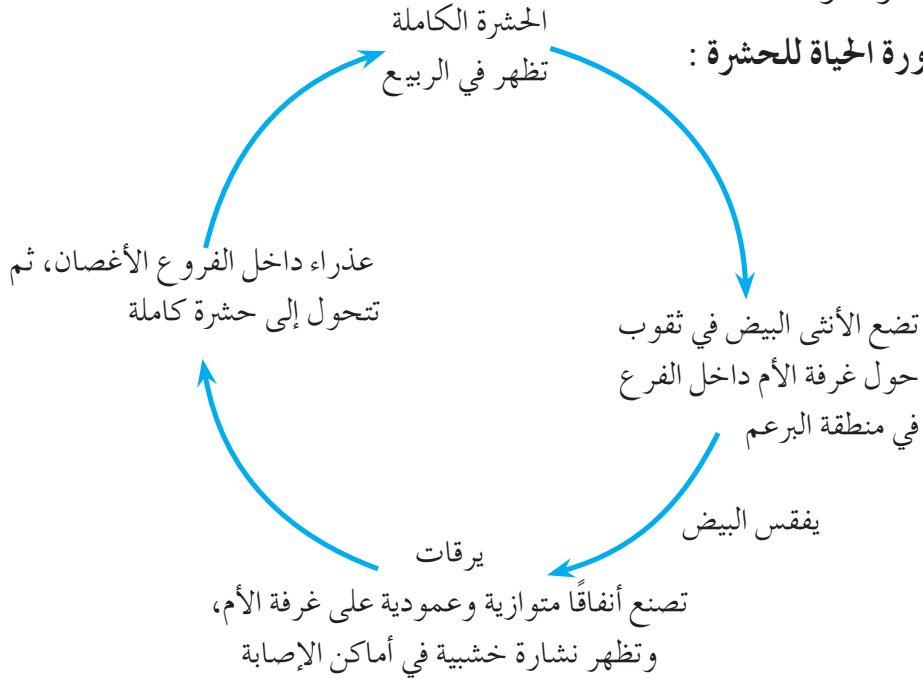 ورة الحياة للحشرة :
الحشرة الكاملة
تظهر في الربيع
تضع الأنثى البيض في ثقوب
حول غرفة الأم داخل الفرع
في منطقة البرعم
يفقس البيض
يرقات
تصنع أنفاقًا متوازية وعمودية على غرفة الأم،
وتظهر نشارة خشبية في أماكن الإصابة
عذراء داخل الفروع الأغصان، ثم
تتحول إلى حشرة كاملة